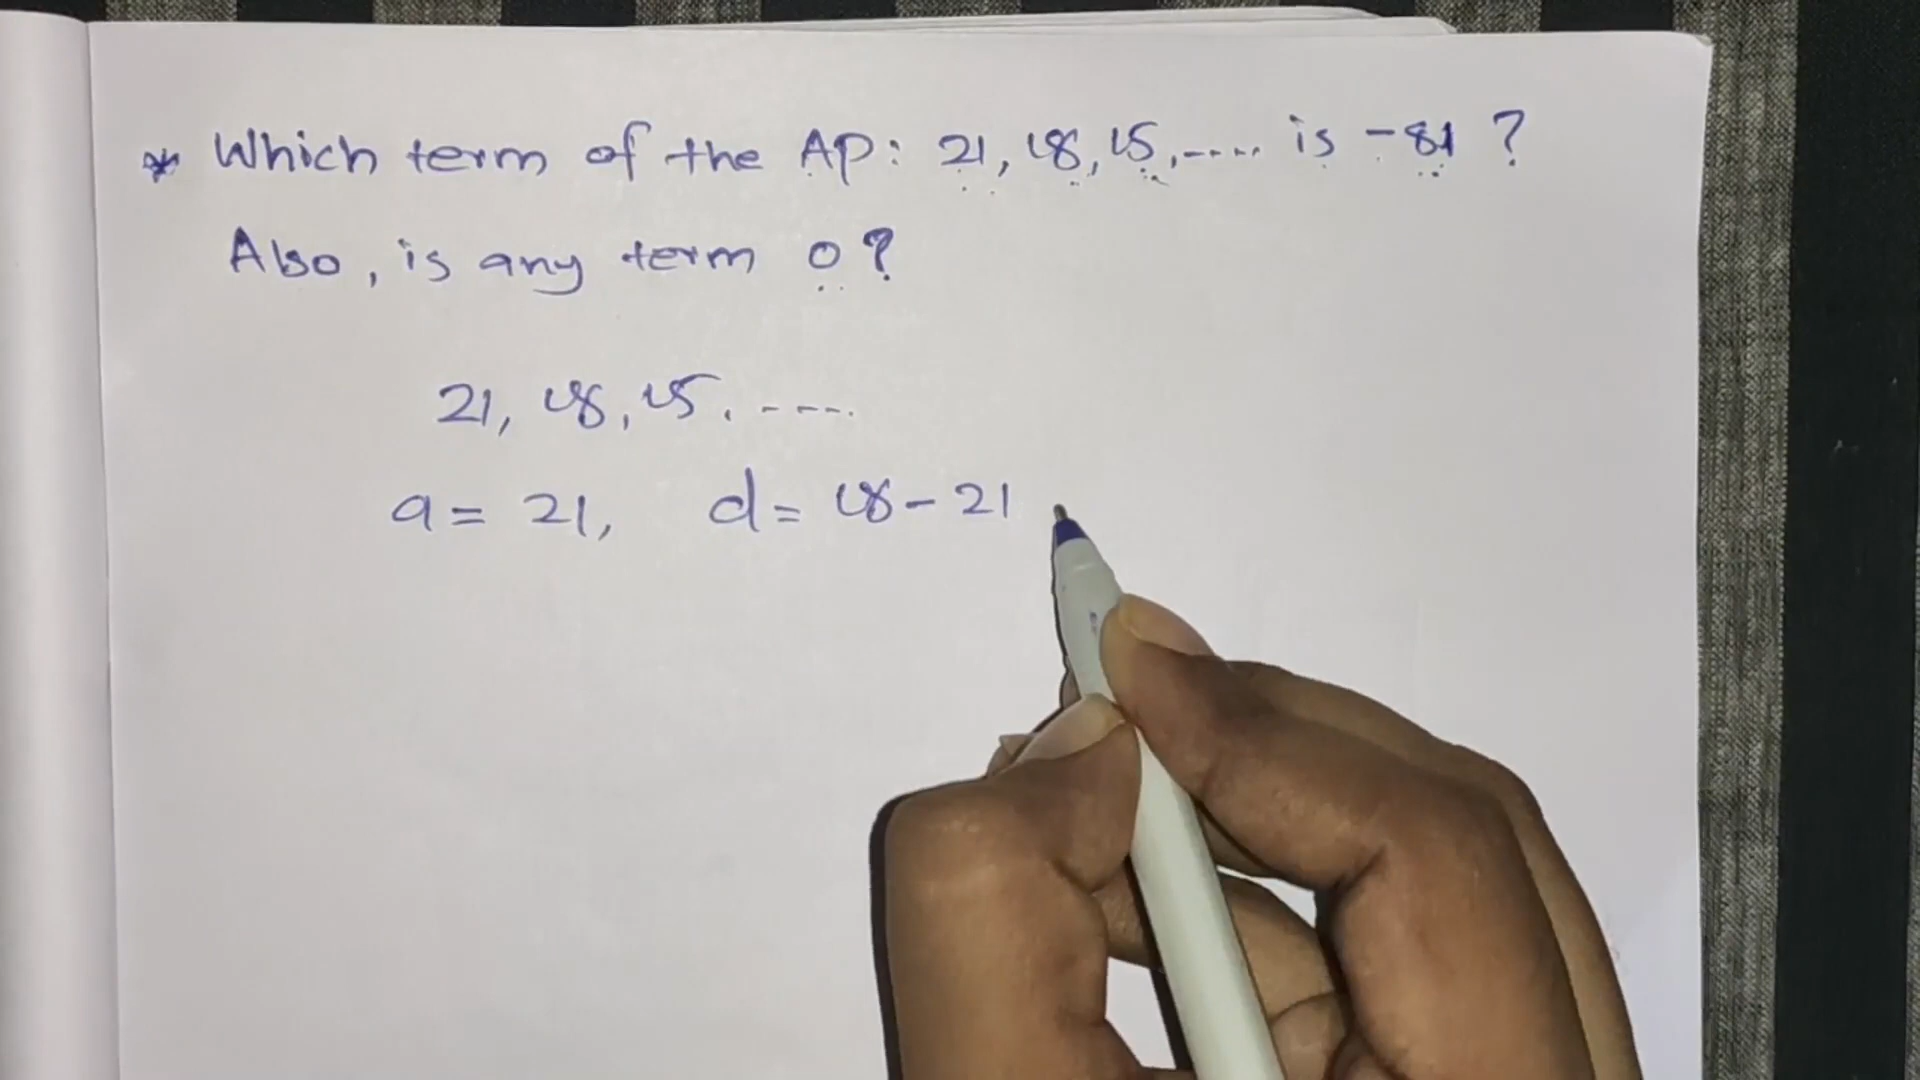 * Which term of the AP: 21, 18, 15, ..... is -81 ?
Also, is any term 0?
21, 18, 15, .....
a = 21, d = 18 - 21